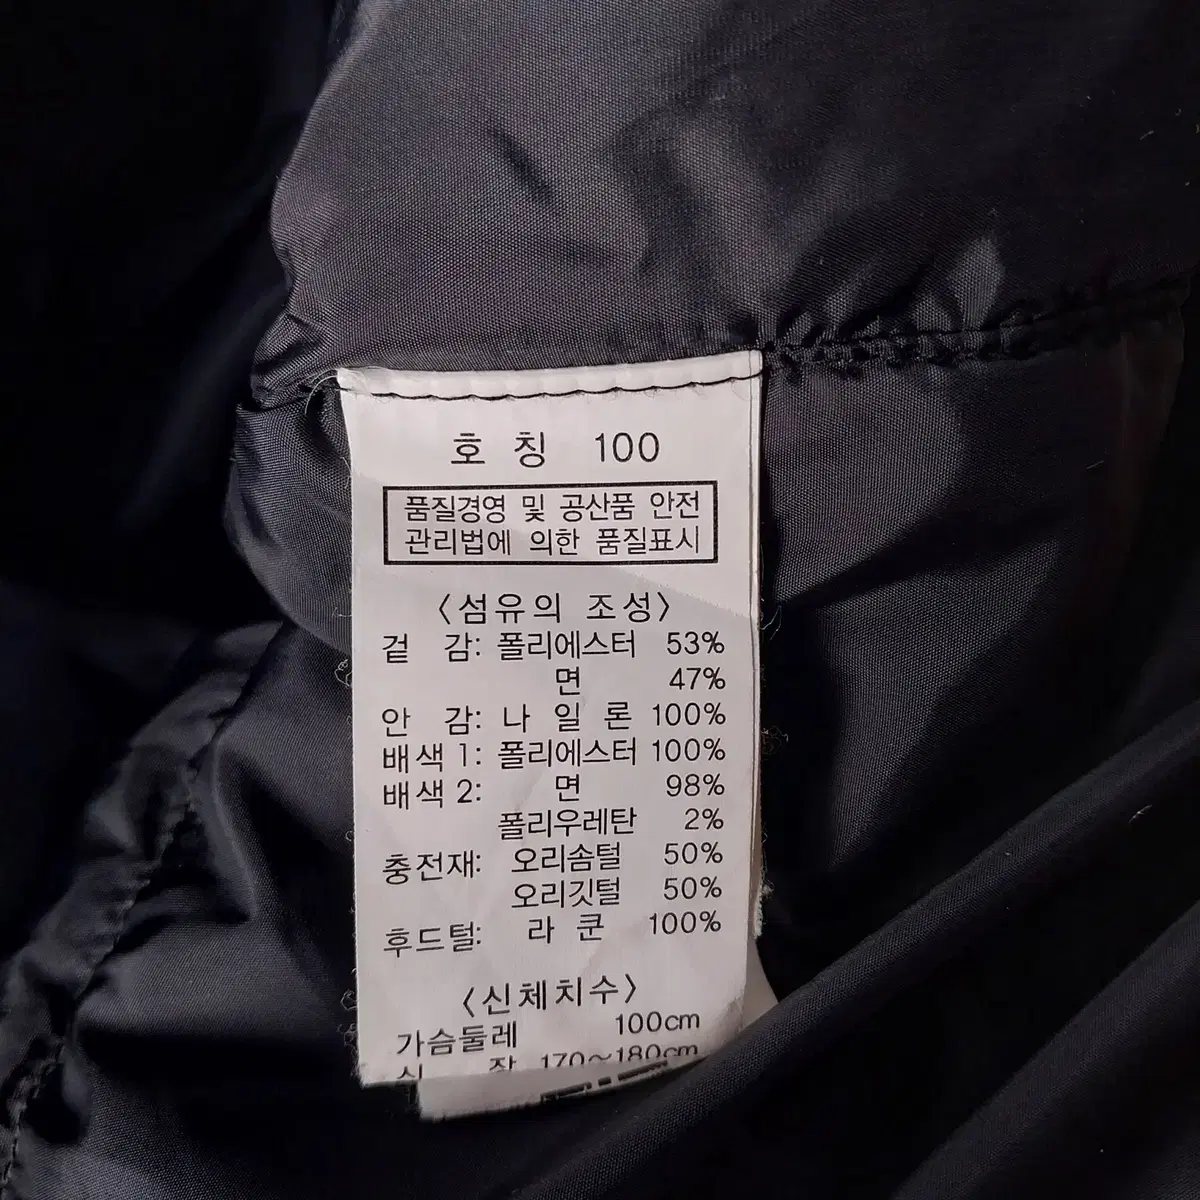 호 칭 100
품질경영 및 공산품 안전
관리법에 의한 품질표시
〈섬유의 조성〉
겉 감: 폴리에스터 53%
면 47%
안 감: 나 일 론 100%
배색 1: 폴리에스터 100%
배색 2: 면 98%
폴리우레탄 2%
충전재: 오리솜털 50%
오리깃털 50%
후드털: 라 쿤 100%
〈신체치수〉
가슴둘레 100cm
신 장 170~180cm